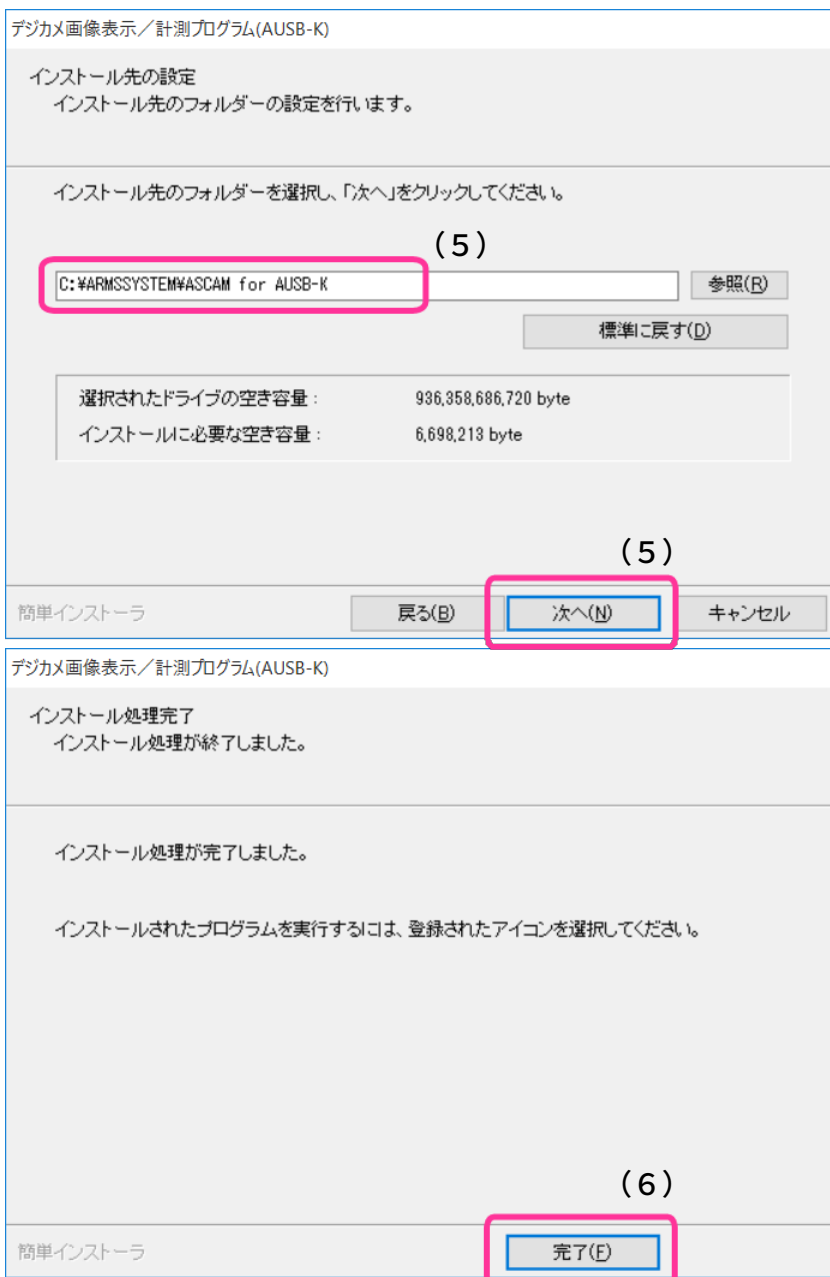 デジカメ画像表示／計測プログラム(AUSB-K)
インストール先の設定
インストール先のフォルダーの設定を行います。
インストール先のフォルダーを選択し、「次へ」をクリックしてください。
（５）
C:¥ARMSSYSTEM¥ASCAM for AUSB-K
参照(R)
標準に戻す(D)
選択されたドライブの空き容量： 936,358,686,720 byte
インストールに必要な空き容量： 6,698,213 byte
（５）
簡単インストーラ 戻る(B) 次へ(N) キャンセル
デジカメ画像表示／計測プログラム(AUSB-K)
インストール処理完了
インストール処理が終了しました。
インストール処理が完了しました。
インストールされたプログラムを実行するには、登録されたアイコンを選択してください。
（６）
簡単インストーラ 完了(F)